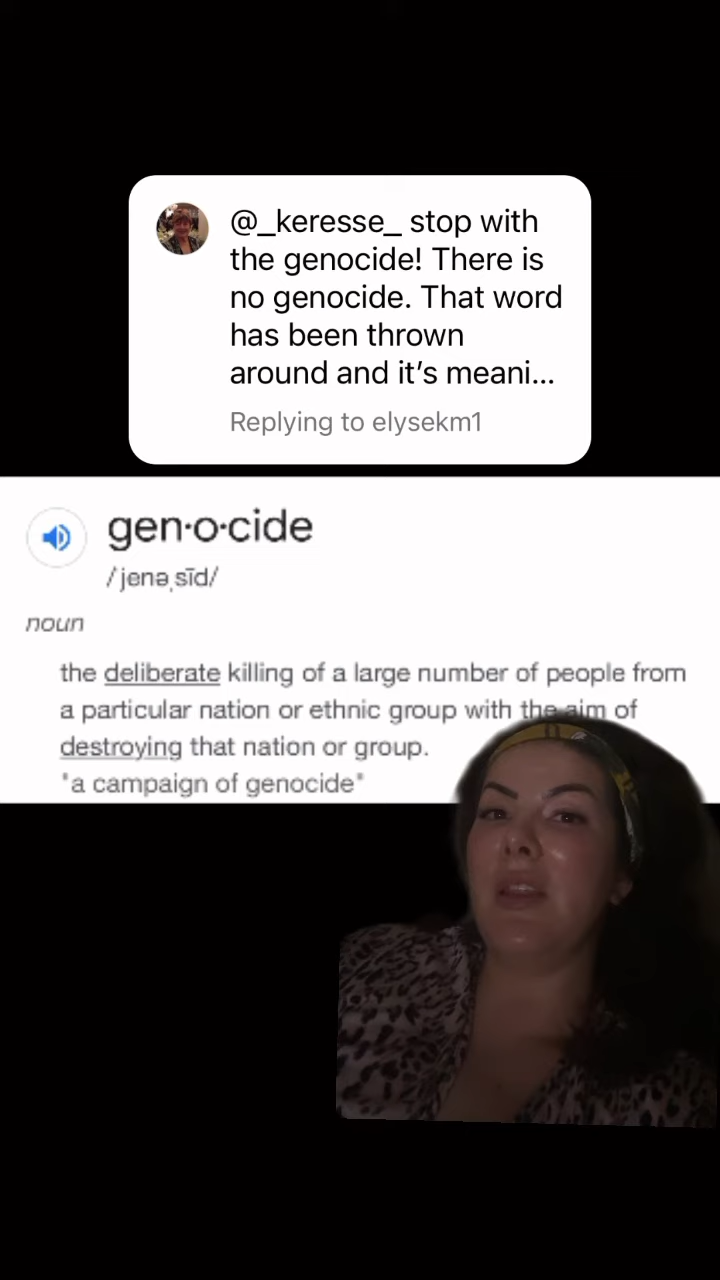 @_keresse_ stop with
the genocide! There is
no genocide. That word
has been thrown
around and it's meani...
Replying to elysekm1
gen·o·cide
/ˈjenəˌsīd/
noun
the deliberate killing of a large number of people from
a particular nation or ethnic group with the aim of
destroying that nation or group.
"a campaign of genocide"